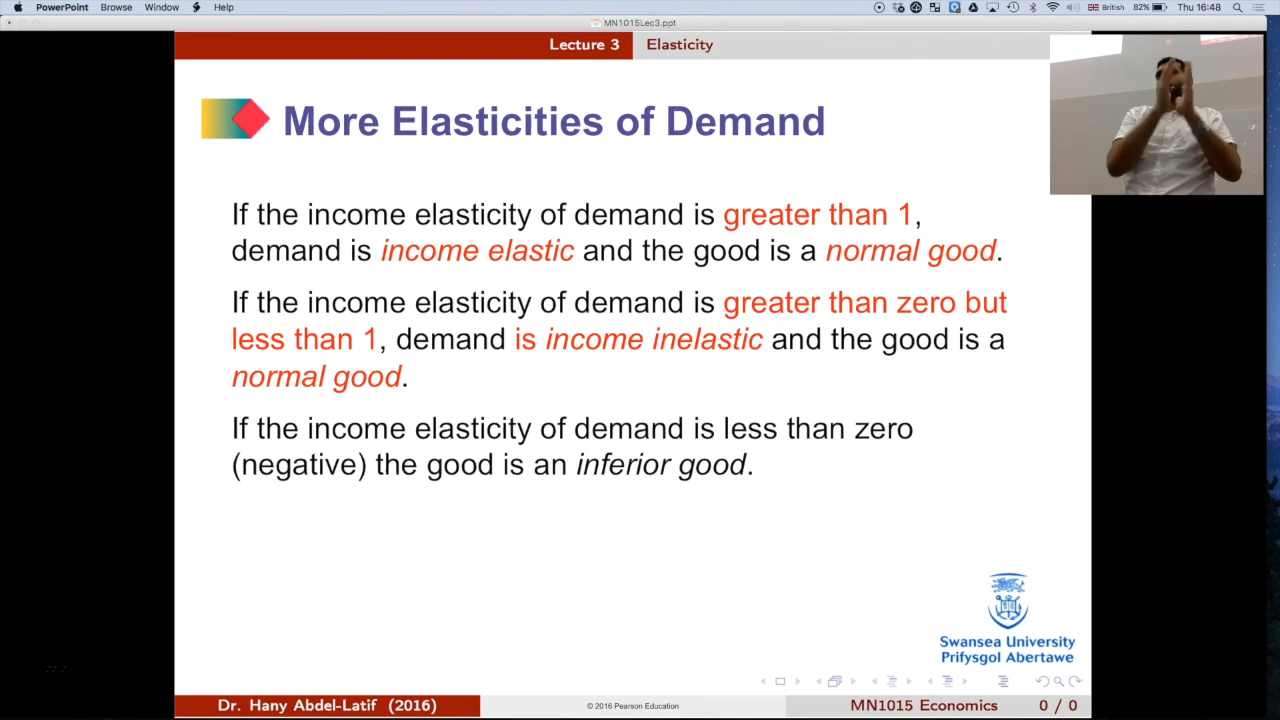 PowerPoint Browse Window Help British 82% Thu 16:48
MN1015Lec3.ppt
Lecture 3 Elasticity
More Elasticities of Demand
If the income elasticity of demand is greater than 1,
demand is income elastic and the good is a normal good.
If the income elasticity of demand is greater than zero but
less than 1, demand is income inelastic and the good is a
normal good.
If the income elasticity of demand is less than zero
(negative) the good is an inferior good.
Swansea University
Prifysgol Abertawe
Dr. Hany Abdel-Latif (2016) © 2016 Pearson Education MN1015 Economics 0 / 0